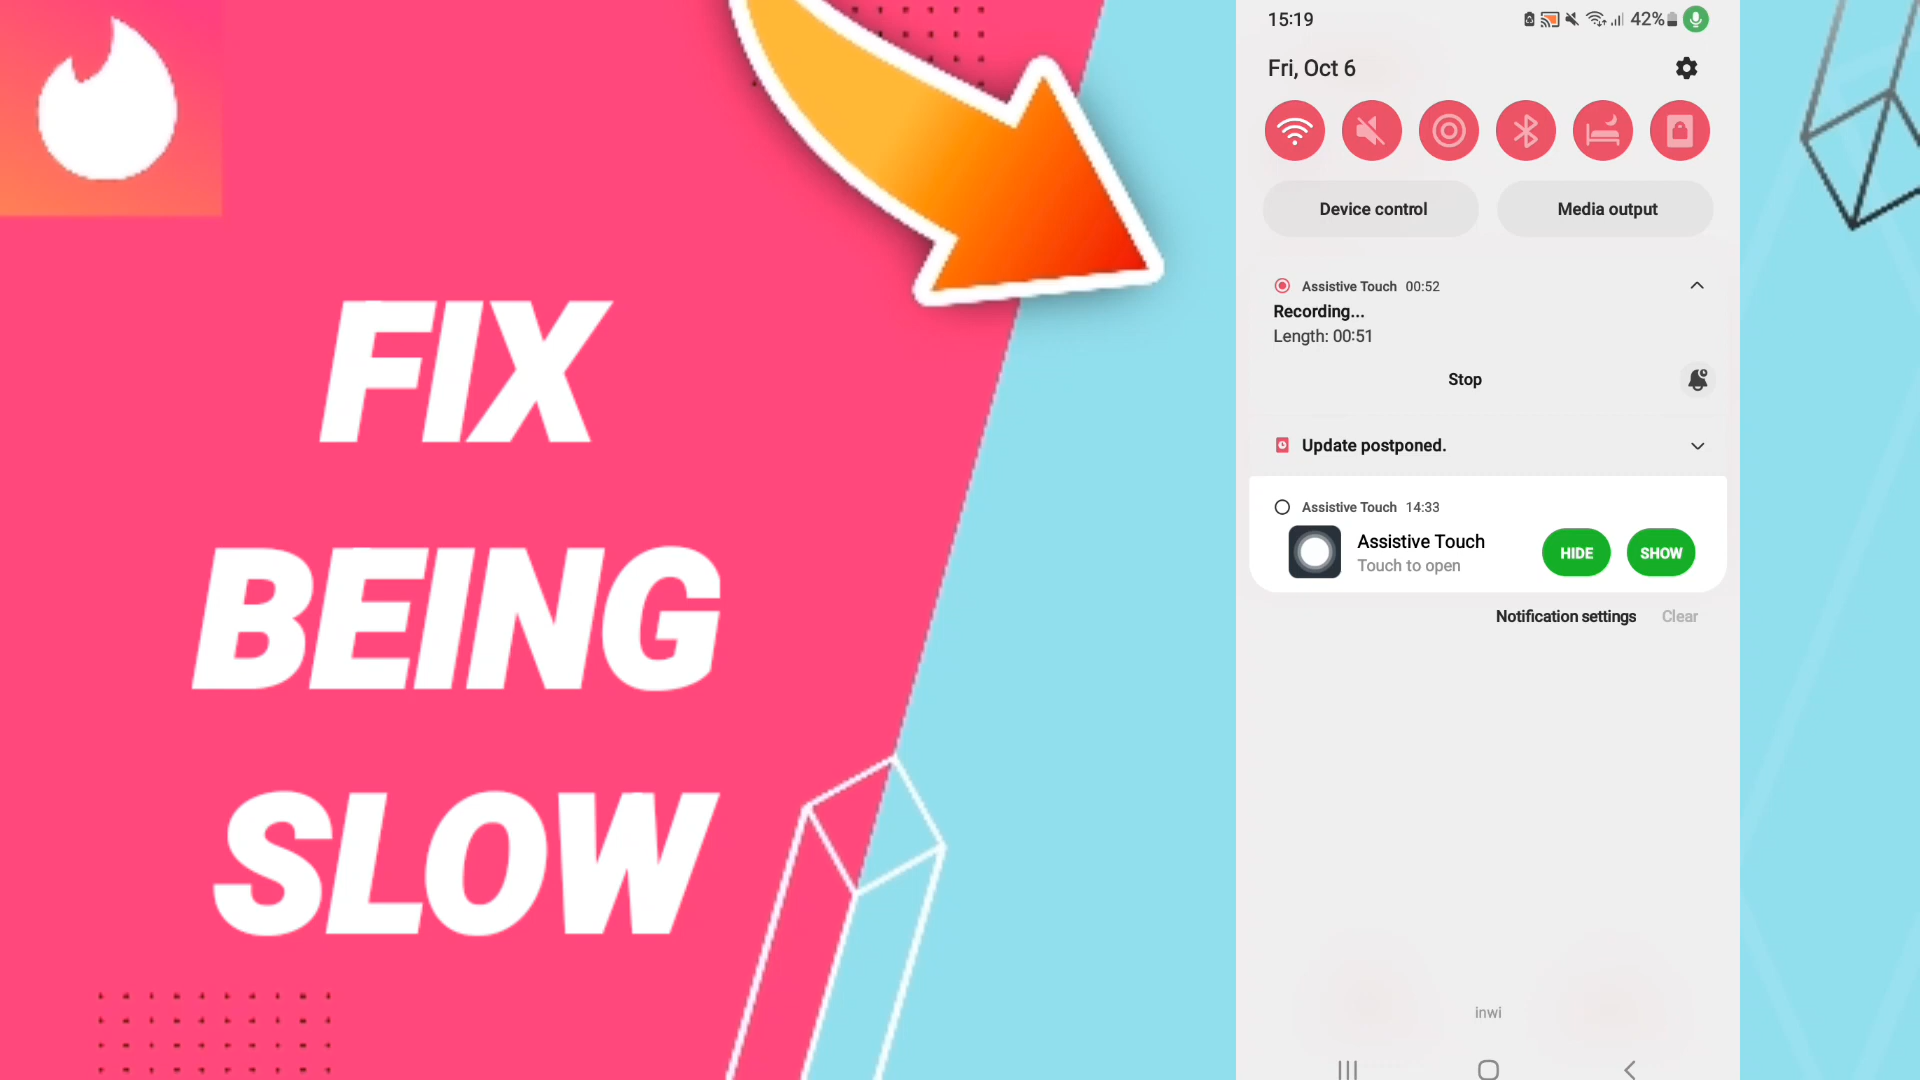 FIX
BEING
SLOW
15:19
42%
Fri, Oct 6
Device control
Media output
Assistive Touch 00:52
Recording...
Length: 00:51
Stop
Update postponed.
Assistive Touch 14:33
Assistive Touch
Touch to open
HIDE
SHOW
Notification settings
Clear
inwi